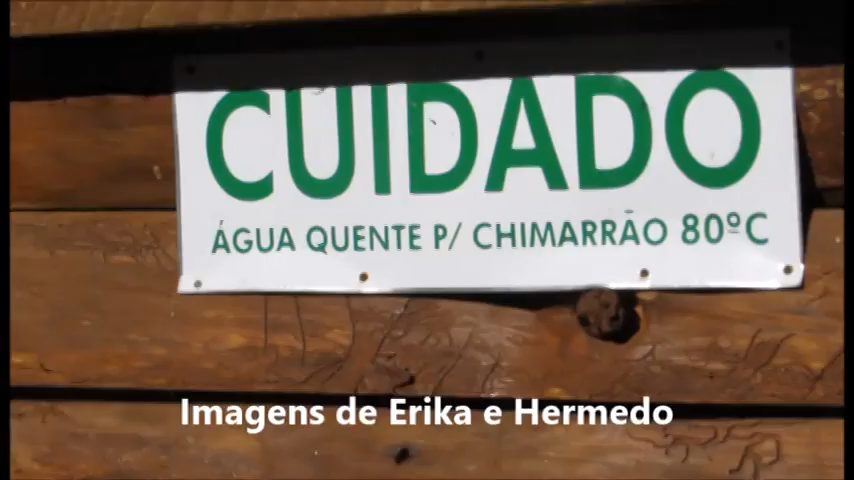 CUIDADO
ÁGUA QUENTE P/ CHIMARRÃO 80ºC
Imagens de Erika e Hermedo